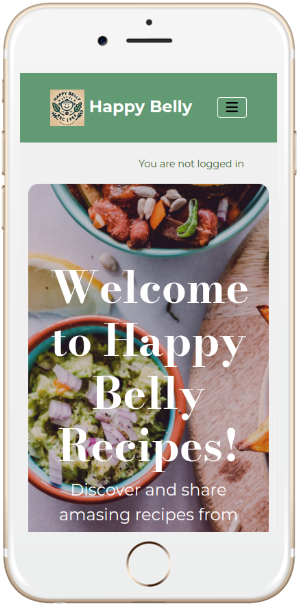 HAPPY BELLY
Happy Belly
You are not logged in
Welcome
to Happy
Belly
Recipes!
Discover and share
amasing recipes from